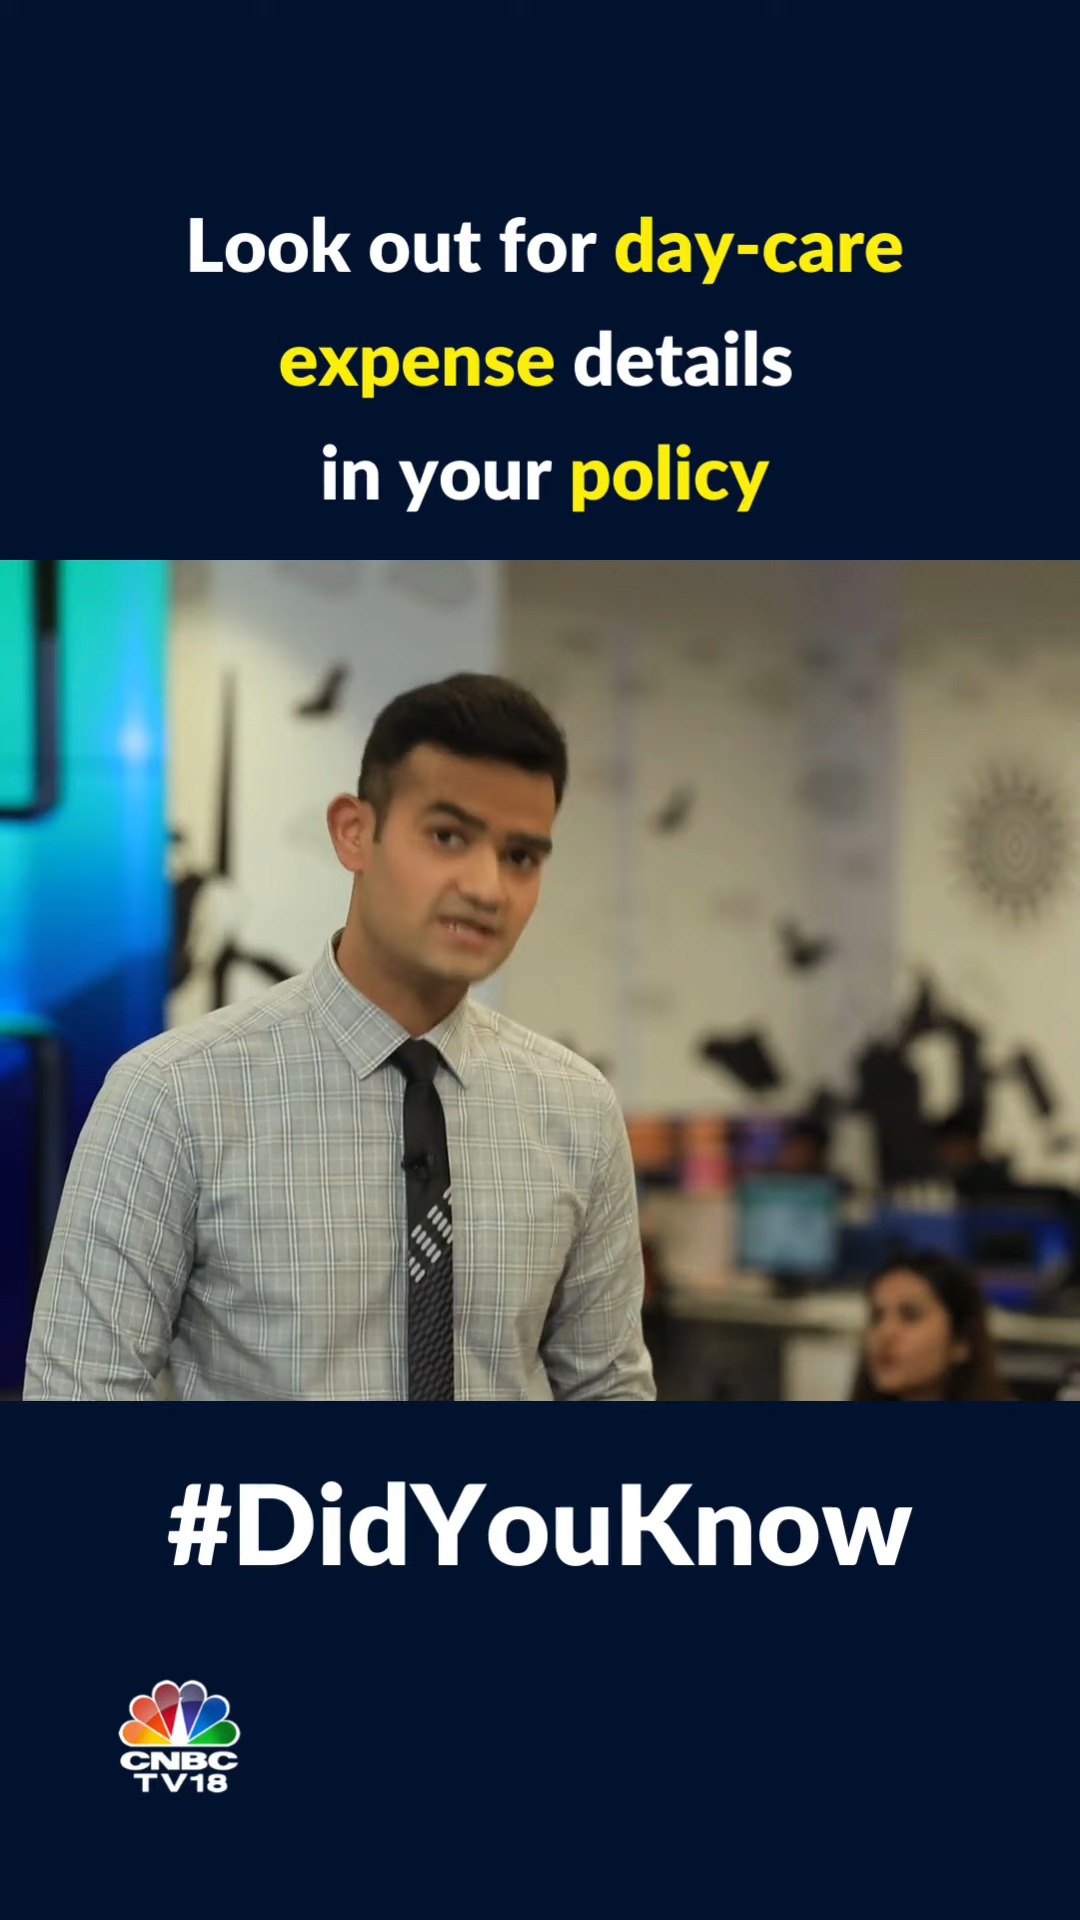 Look out for day-care
expense details
in your policy
#DidYouKnow
CNBC
TV18